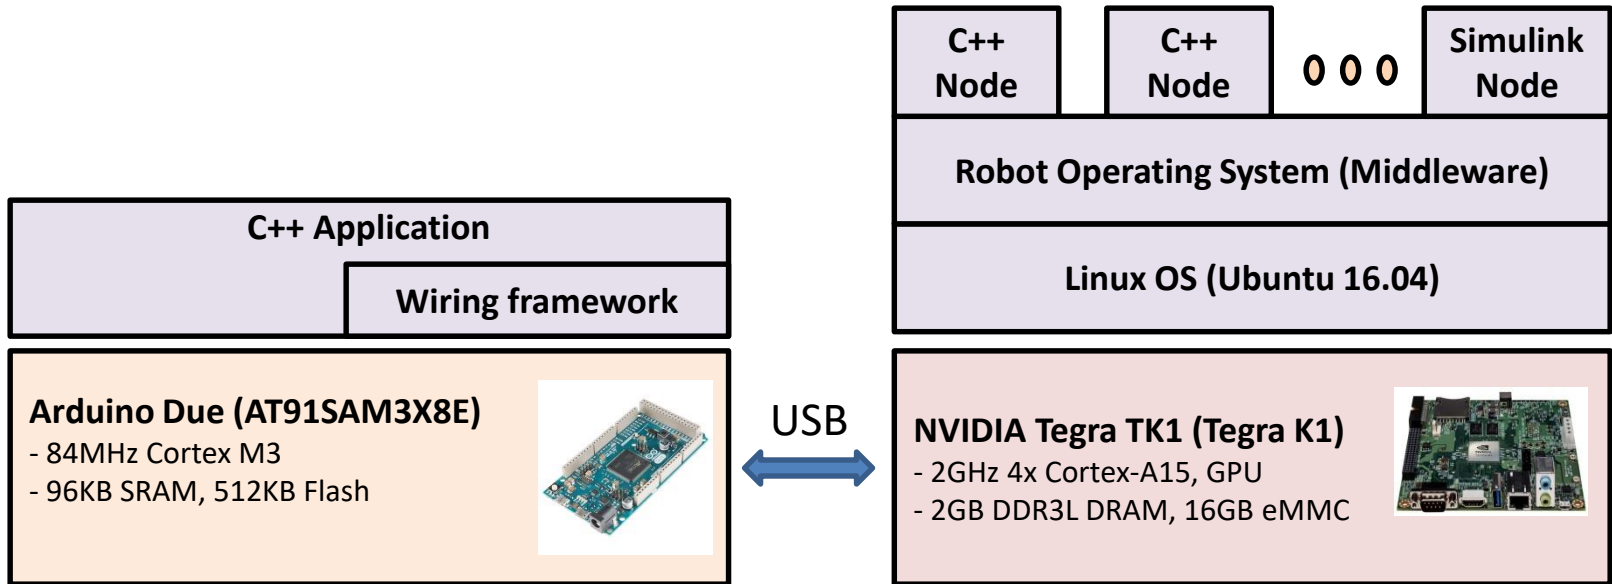 C++
Node
C++
Node
Simulink
Node
Robot Operating System (Middleware)
Linux OS (Ubuntu 16.04)
C++ Application
Wiring framework
Arduino Due (AT91SAM3X8E)
- 84MHz Cortex M3
- 96KB SRAM, 512KB Flash
USB
NVIDIA Tegra TK1 (Tegra K1)
- 2GHz 4x Cortex-A15, GPU
- 2GB DDR3L DRAM, 16GB eMMC